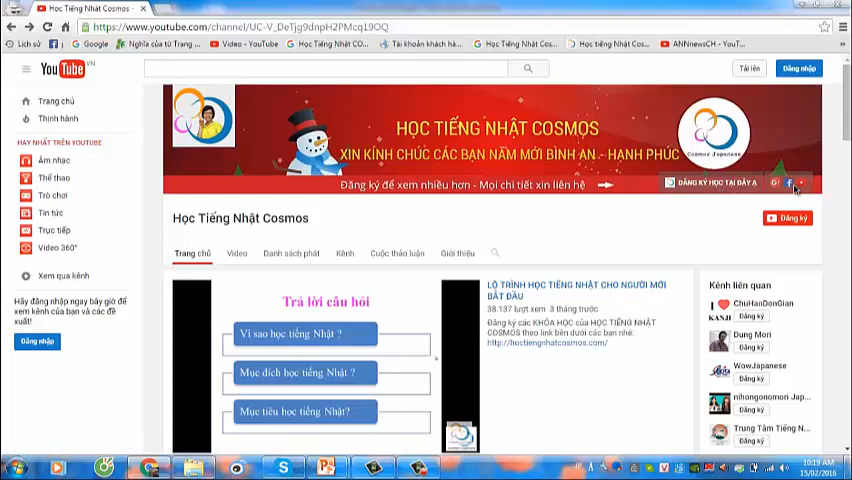 Học Tiếng Nhật Cosmos
https://www.youtube.com/channel/UC-V_DeTjg9dnpH2PMcq19OQ
Lịch sử
Google
Nghĩa của từ Trang ...
Video - YouTube
Học Tiếng Nhật CO...
Tài khoản khách hà...
Học Tiếng Nhật Cos...
Học tiếng Nhật Cos...
ANNnewsCH - YouT...
YouTube VN
Tải lên
Đăng nhập
Trang chủ
Thịnh hành
HAY NHẤT TRÊN YOUTUBE
Âm nhạc
Thể thao
Trò chơi
Tin tức
Trực tiếp
Video 360°
Xem qua kênh
Hãy đăng nhập ngay bây giờ để
xem kênh của bạn và các đề
xuất!
Đăng nhập
HỌC TIẾNG NHẬT COSMOS
XIN KÍNH CHÚC CÁC BẠN NĂM MỚI BÌNH AN - HẠNH PHÚC
Cosmos Japanese
Đăng ký để xem nhiều hơn - Mọi chi tiết xin liên hệ
ĐĂNG KÝ HỌC TẠI ĐÂY Ạ
Học Tiếng Nhật Cosmos
Đăng ký
Trang chủ
Video
Danh sách phát
Kênh
Cuộc thảo luận
Giới thiệu
Trả lời câu hỏi
Vì sao học tiếng Nhật ?
Mục đích học tiếng Nhật ?
Mục tiêu học tiếng Nhật?
LỘ TRÌNH HỌC TIẾNG NHẬT CHO NGƯỜI MỚI
BẮT ĐẦU
38.137 lượt xem 3 tháng trước
Đăng ký các KHÓA HỌC của HỌC TIẾNG NHẬT
COSMOS theo link bên dưới các bạn nhé:
http://hoctiengnhatcosmos.com/
Kênh liên quan
I KANJI
ChuHanDonGian
Đăng ký
Dung Mori
Đăng ký
WowJapanese
Đăng ký
nihongonomori Jap...
Đăng ký
Trung Tâm Tiếng N...
Đăng ký
10:19 AM
15/02/2016